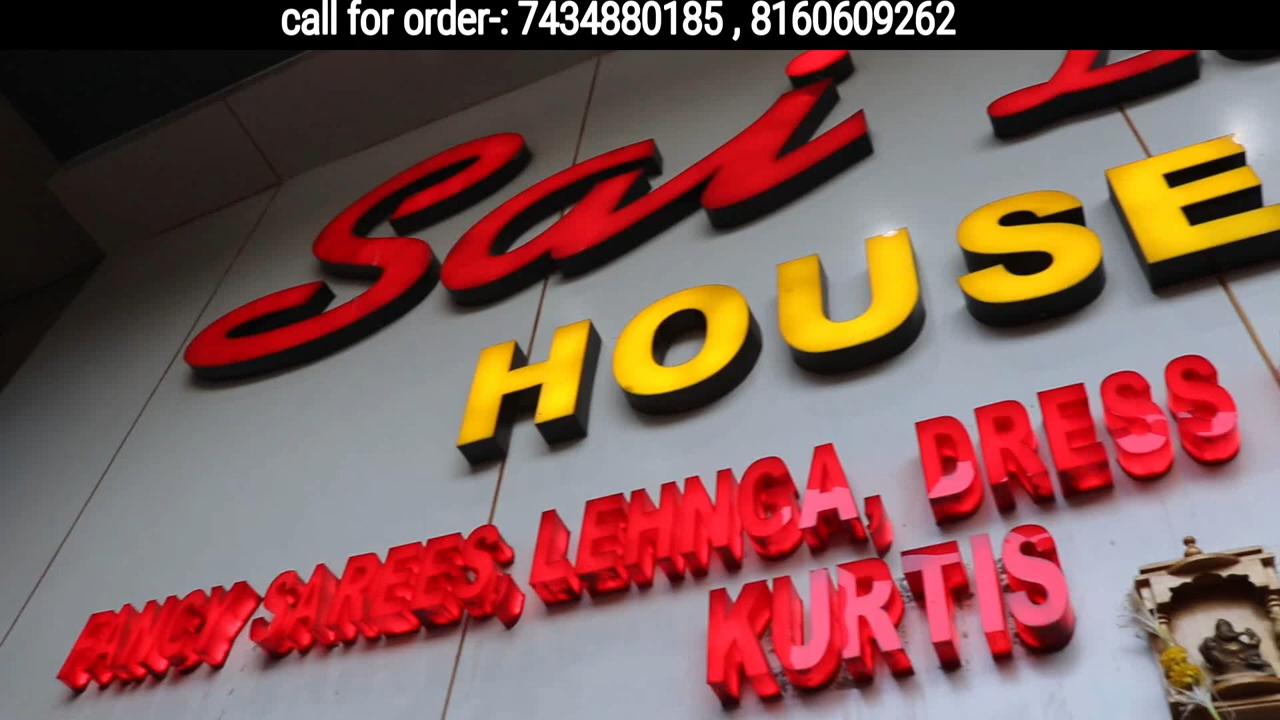 call for order-: 7434880185 , 8160609262
Sai
HOUSE
FANCY SAREES, LEHNGA, DRESS
KURTIS